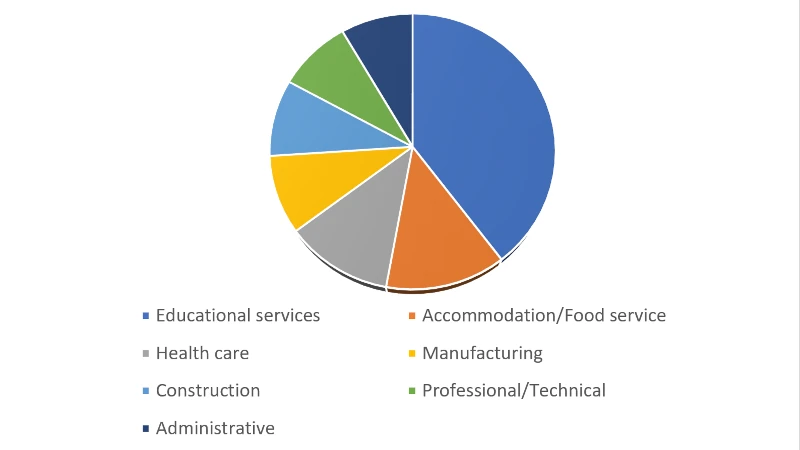 Educational services
Accommodation/Food service
Health care
Manufacturing
Construction
Professional/Technical
Administrative